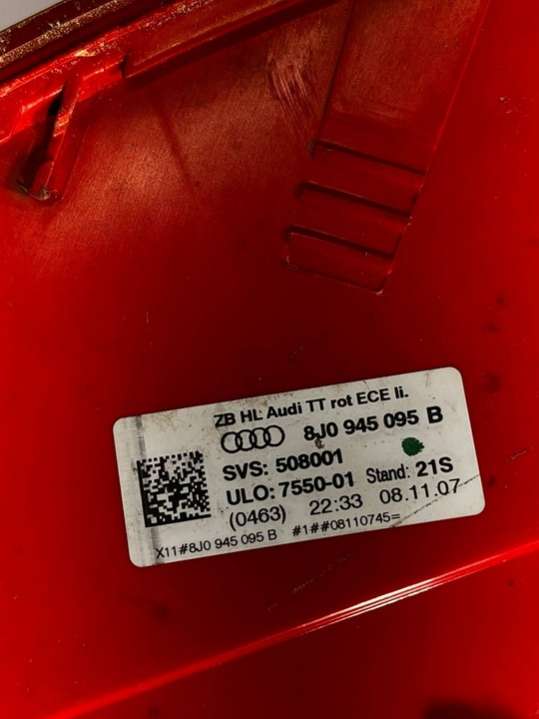 ZB HL Audi TT rot ECE li.
8J0 945 095 B
SVS: 508001
ULO: 7550-01 Stand: 21S
(0463) 22:33 08.11.07
X11#8J0 945 095 B #1##08110745=